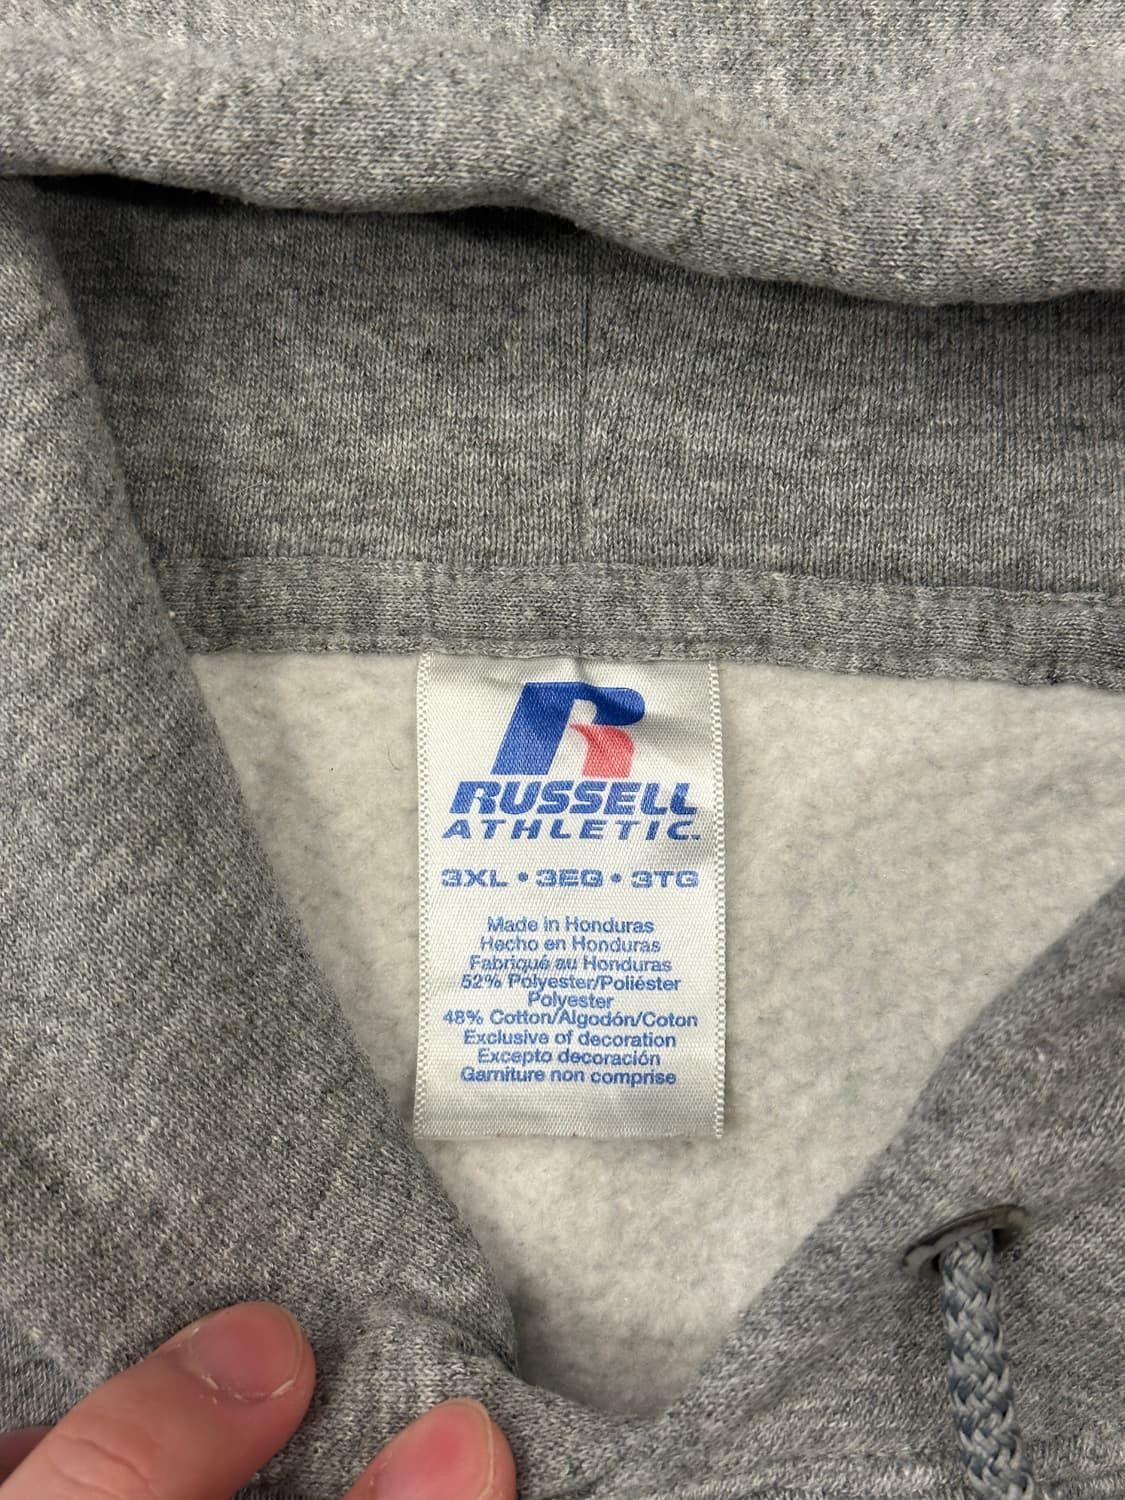 R
RUSSELL
ATHLETIC.
3XL • 3EG • 3TG
Made in Honduras
Hecho en Honduras
Fabriqué au Honduras
52% Polyester/Poliéster
Polyester
48% Cotton/Algodón/Coton
Exclusive of decoration
Excepto decoración
Garniture non comprise